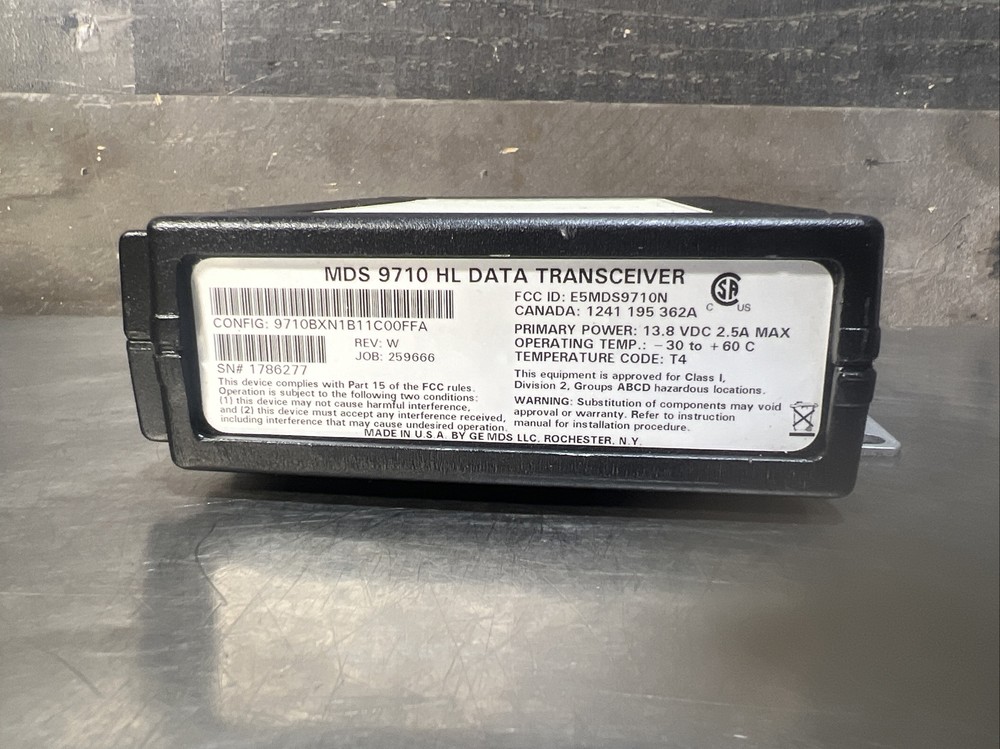 MDS 9710 HL DATA TRANSCEIVER
CONFIG: 9710BXN1B11C00FFA
REV: W
JOB: 259666
SN# 1786277
This device complies with Part 15 of the FCC rules.
Operation is subject to the following two conditions:
(1) this device may not cause harmful interference,
and (2) this device must accept any interference received,
including interference that may cause undesired operation.
FCC ID: E5MDS9710N
CANADA: 1241 195 362A
C SA US
PRIMARY POWER: 13.8 VDC 2.5A MAX
OPERATING TEMP.: -30 to +60 C
TEMPERATURE CODE: T4
This equipment is approved for Class I,
Division 2, Groups ABCD hazardous locations.
WARNING: Substitution of components may void
approval or warranty. Refer to instruction
manual for installation procedure.
MADE IN U.S.A. BY GE MDS LLC. ROCHESTER, N.Y.